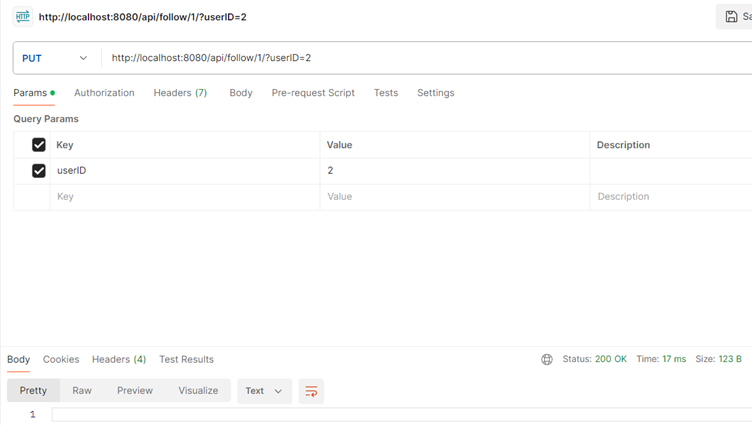 HTTP http://localhost:8080/api/follow/1/?userID=2
PUT http://localhost:8080/api/follow/1/?userID=2
Params Authorization Headers (7) Body Pre-request Script Tests Settings
Query Params
Key Value Description
userID 2
Key Value Description
Body Cookies Headers (4) Test Results Status: 200 OK Time: 17 ms Size: 123 B
Pretty Raw Preview Visualize Text
1